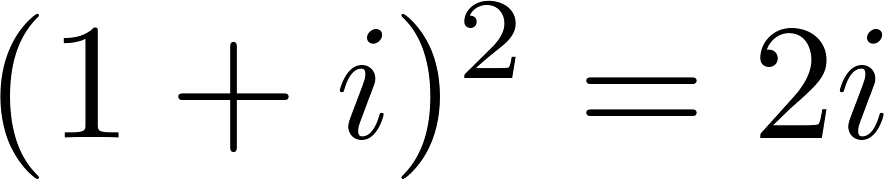 (1 + i)² = 2i